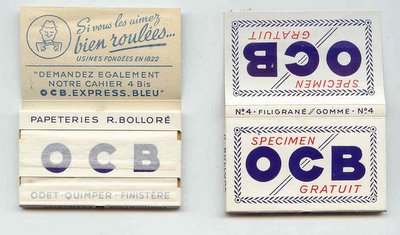 Si vous les aimez
bien roulées...
USINES FONDÉES EN 1822
"DEMANDEZ EGALEMENT
NOTRE CAHIER 4 Bis
OCB.EXPRESS.BLEU"
PAPETERIES R.BOLLORÉ
OCB
ODET-QUIMPER-FINISTÈRE
SPECIMEN
OCB
GRATUIT
Nº4·FILIGRANÉ//GOMMÉ·Nº4
SPECIMEN
OCB
GRATUIT